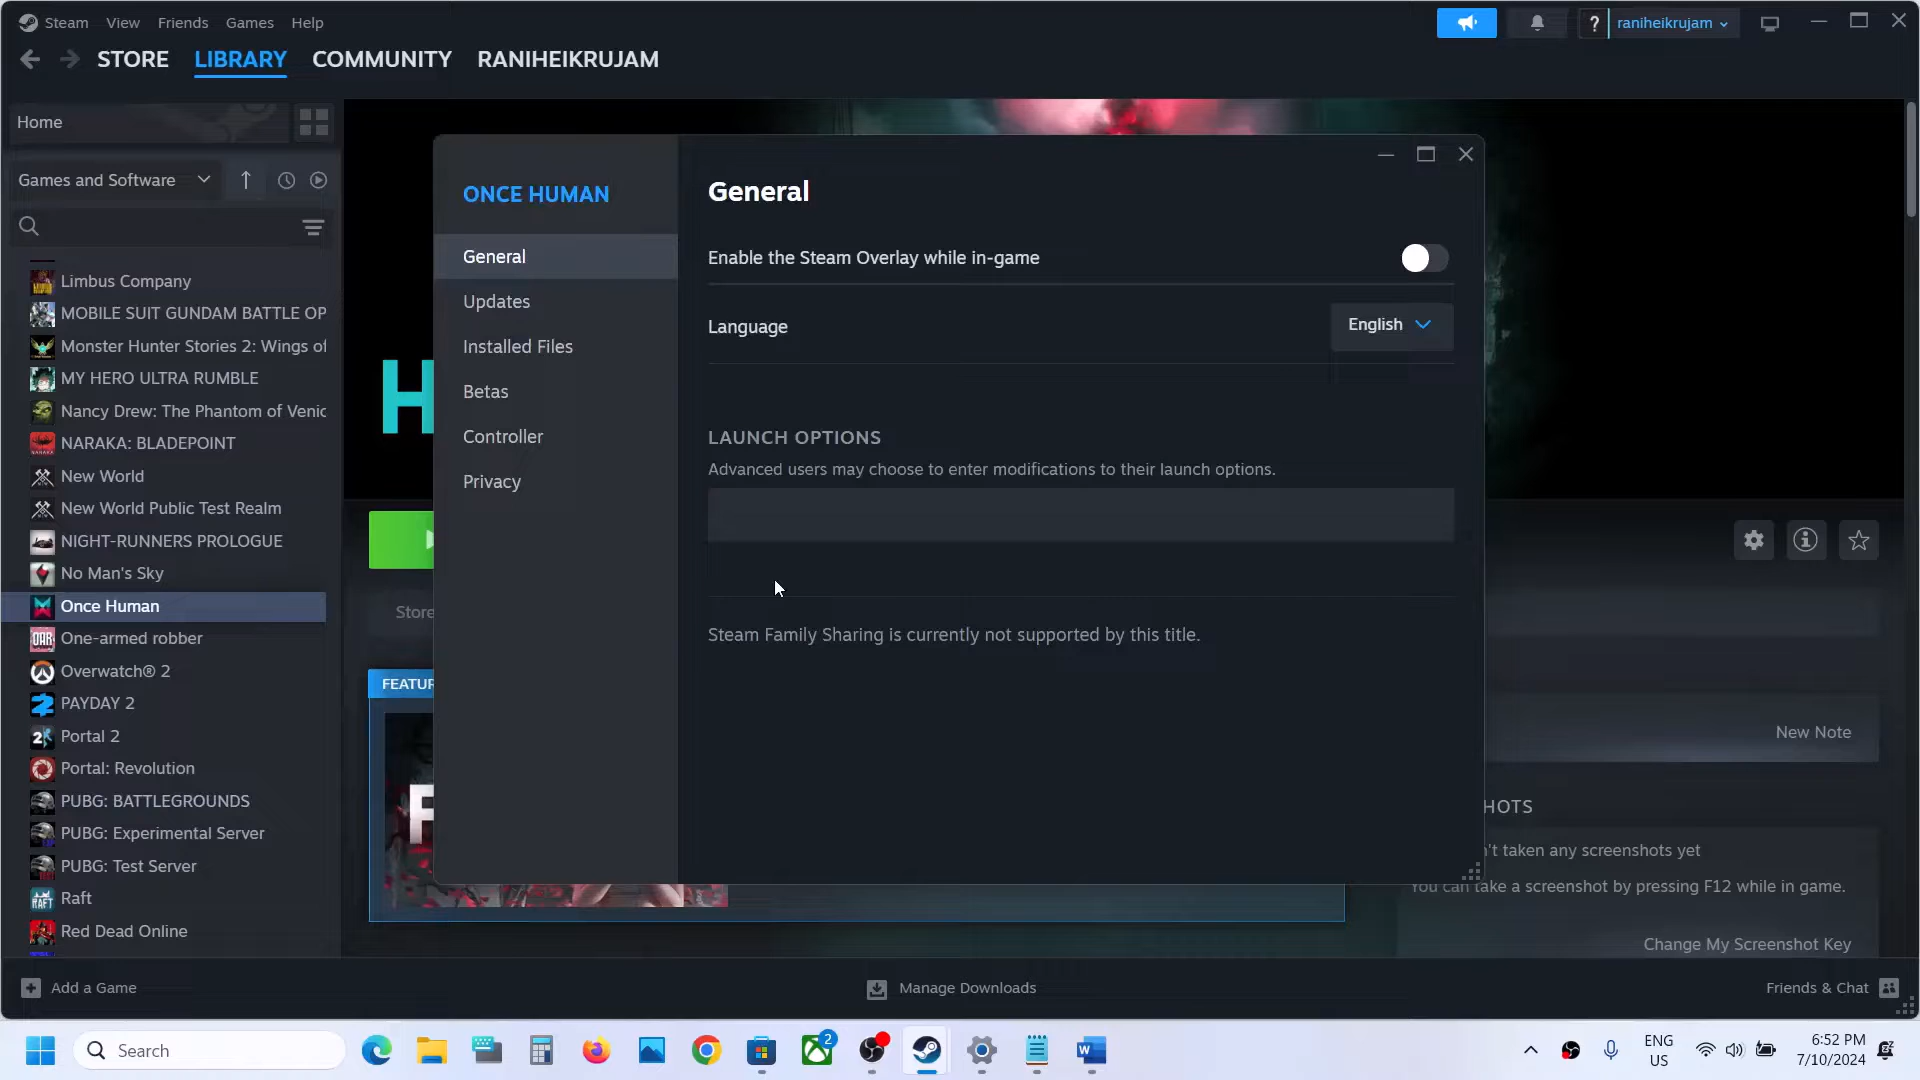 Steam View Friends Games Help
? raniheikrujam
STORE LIBRARY COMMUNITY RANIHEIKRUJAM
Home
Games and Software
Limbus Company
MOBILE SUIT GUNDAM BATTLE OP
Monster Hunter Stories 2: Wings of
MY HERO ULTRA RUMBLE
Nancy Drew: The Phantom of Venic
NARAKA: BLADEPOINT
New World
New World Public Test Realm
NIGHT-RUNNERS PROLOGUE
No Man's Sky
Once Human
One-armed robber
Overwatch® 2
PAYDAY 2
Portal 2
Portal: Revolution
PUBG: BATTLEGROUNDS
PUBG: Experimental Server
PUBG: Test Server
Raft
Red Dead Online
H
Store
FEATUR
F
ONCE HUMAN
General
Updates
Installed Files
Betas
Controller
Privacy
General
Enable the Steam Overlay while in-game
Language
English
LAUNCH OPTIONS
Advanced users may choose to enter modifications to their launch options.
Steam Family Sharing is currently not supported by this title.
New Note
HOTS
n't taken any screenshots yet
You can take a screenshot by pressing F12 while in game.
Change My Screenshot Key
Add a Game
Manage Downloads
Friends & Chat
Search
2
ENG
US
6:52 PM
7/10/2024